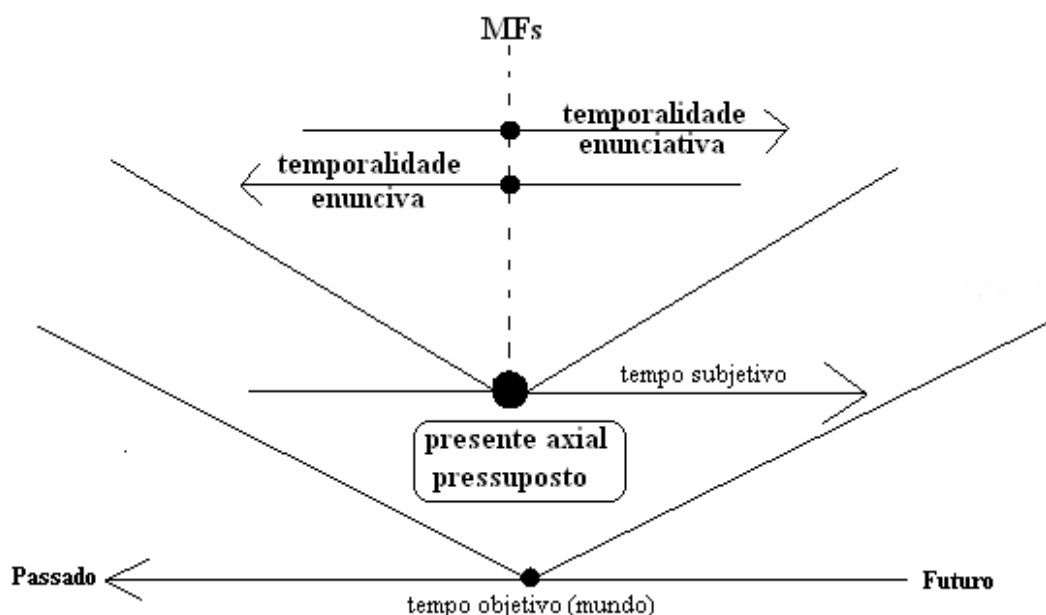 MFs
temporalidade
enunciativa
temporalidade
enunciva
tempo subjetivo
presente axial
pressuposto
Passado
Futuro
tempo objetivo (mundo)